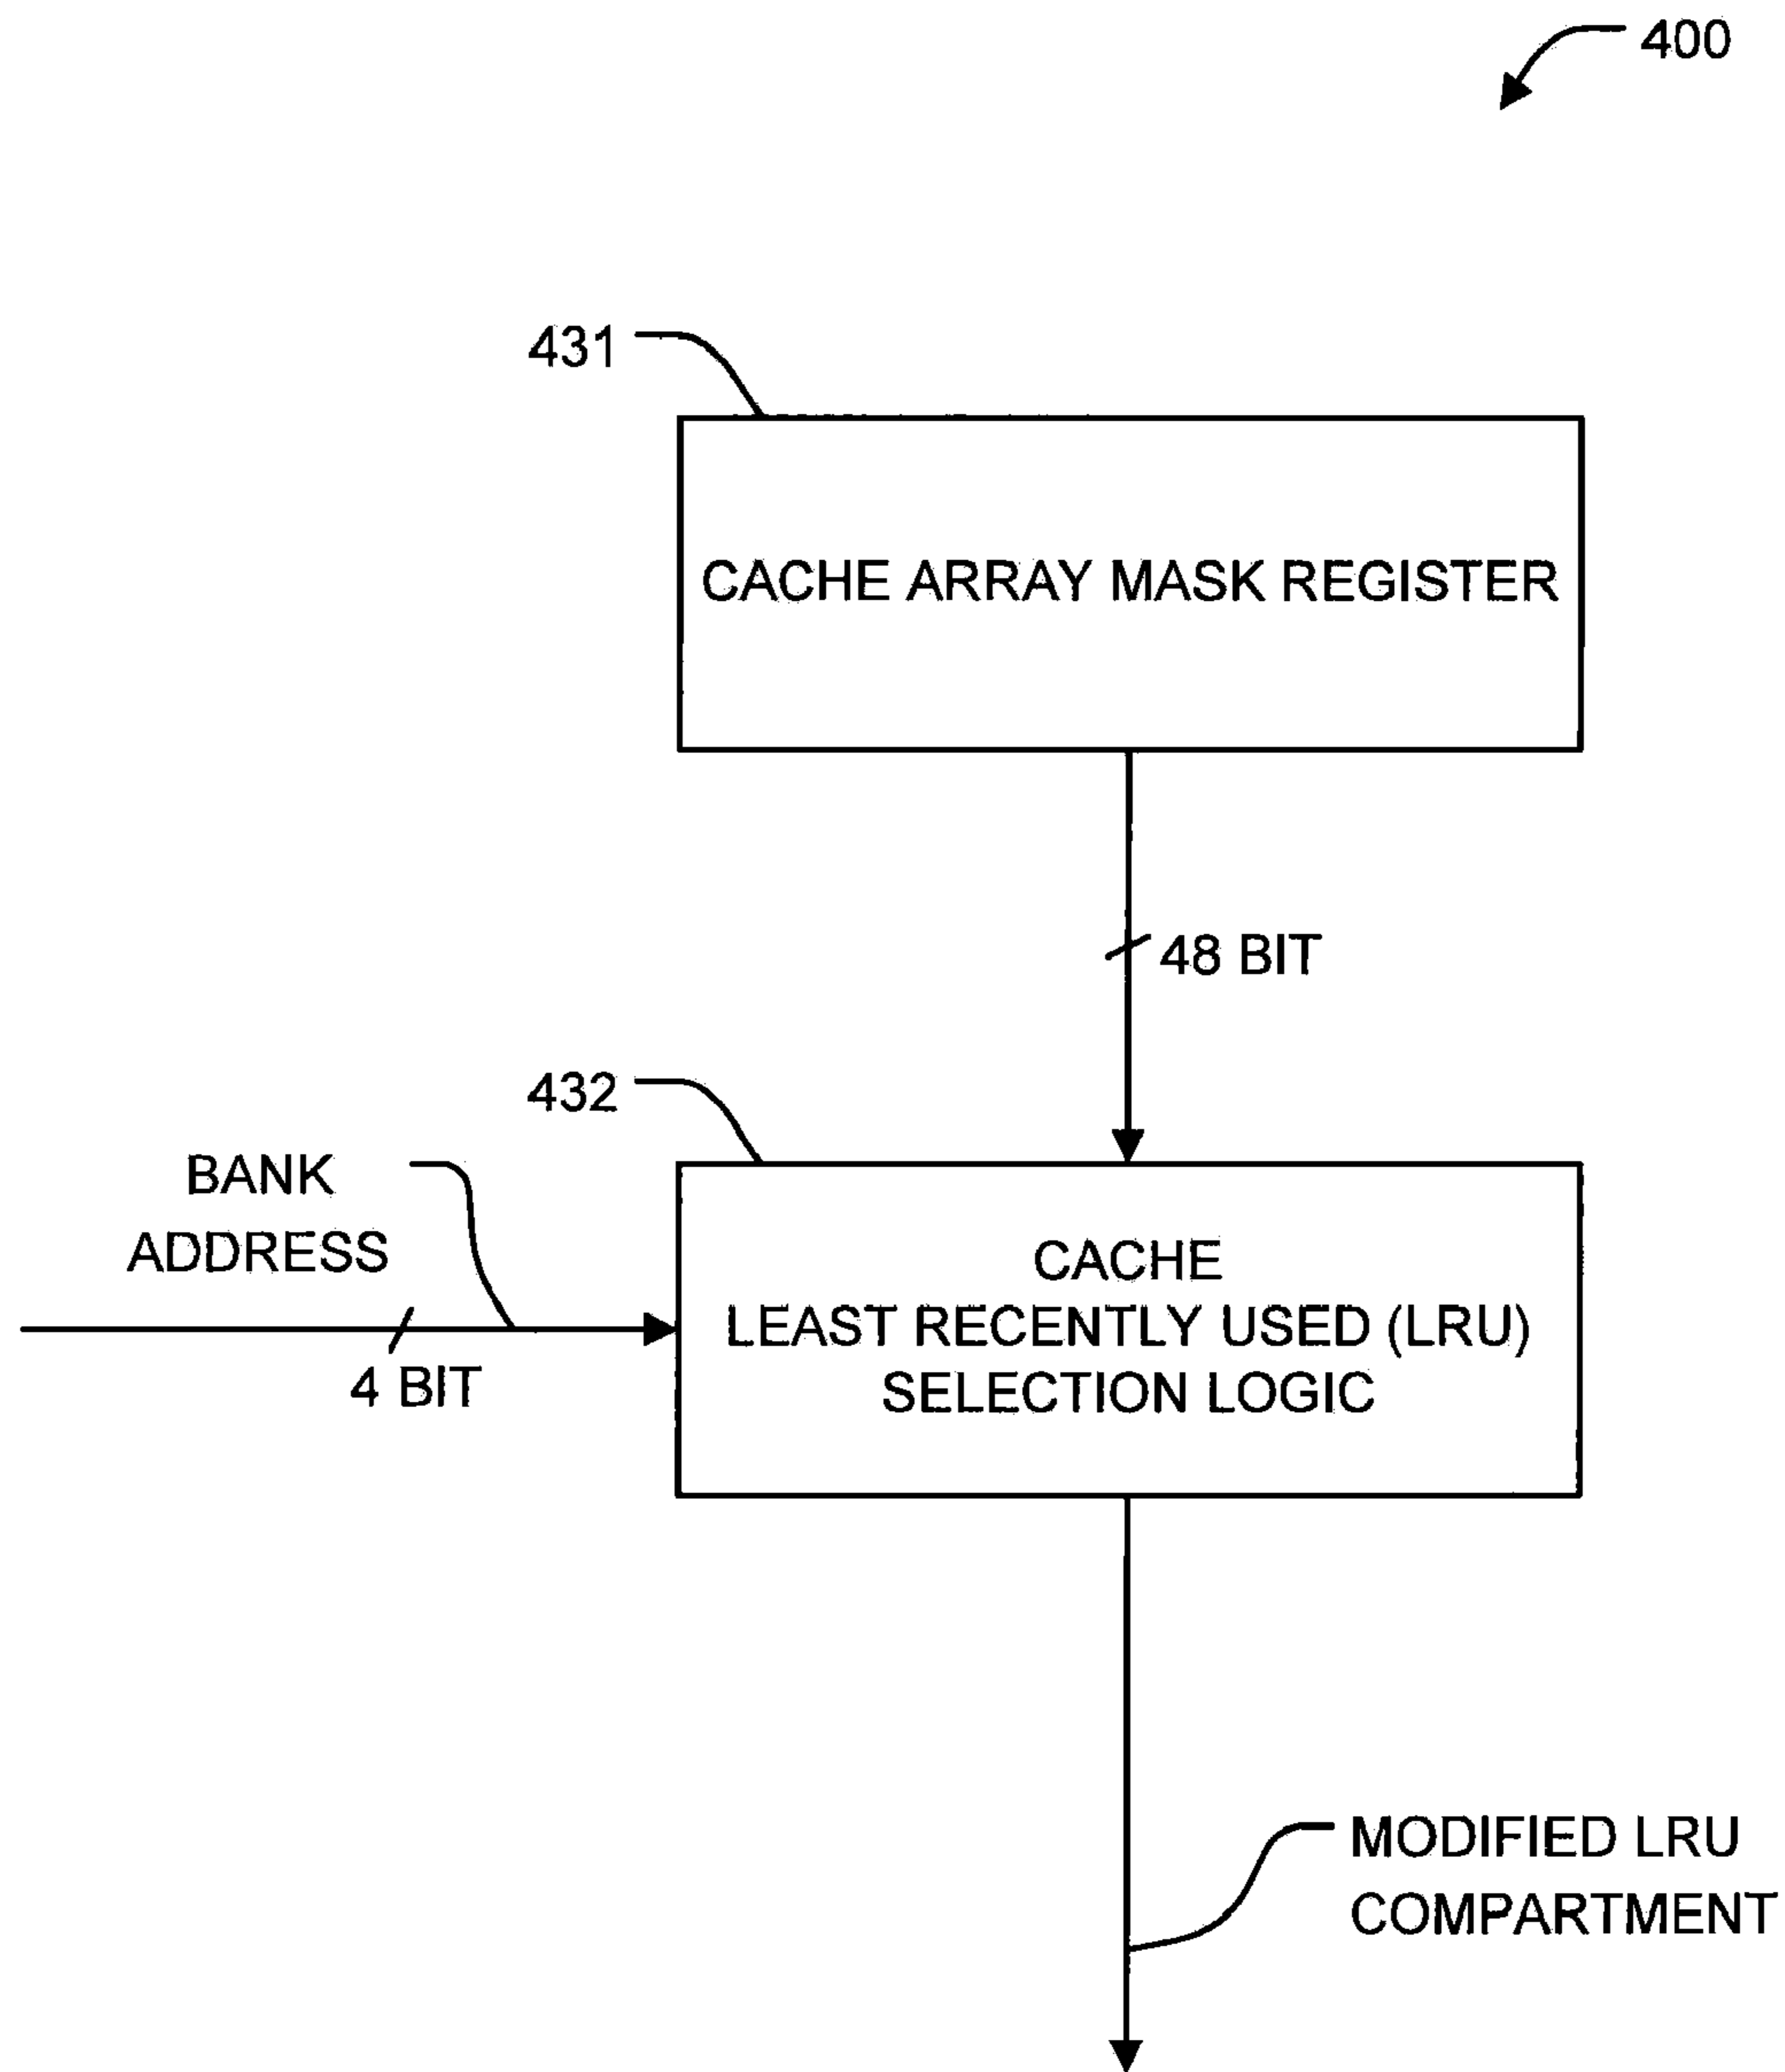 400
431
CACHE ARRAY MASK REGISTER
48 BIT
432
BANK
ADDRESS
4 BIT
CACHE
LEAST RECENTLY USED (LRU)
SELECTION LOGIC
MODIFIED LRU
COMPARTMENT